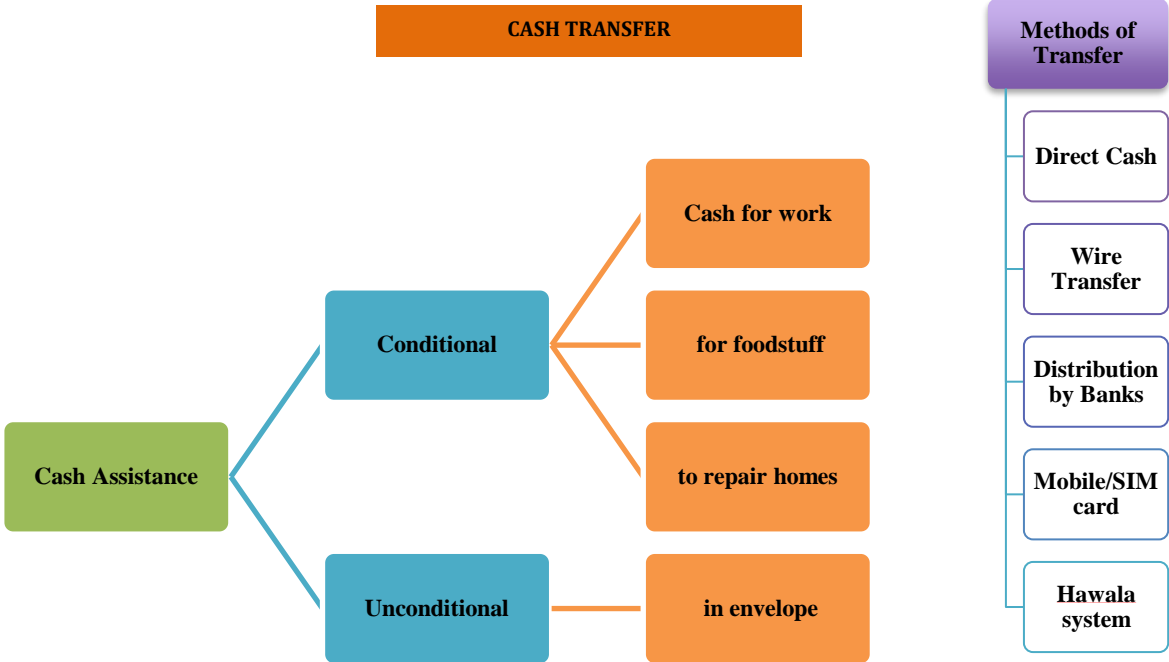 CASH TRANSFER
Cash Assistance
Conditional
Cash for work
for foodstuff
to repair homes
Unconditional
in envelope
Methods of
Transfer
Direct Cash
Wire
Transfer
Distribution
by Banks
Mobile/SIM
card
Hawala
system